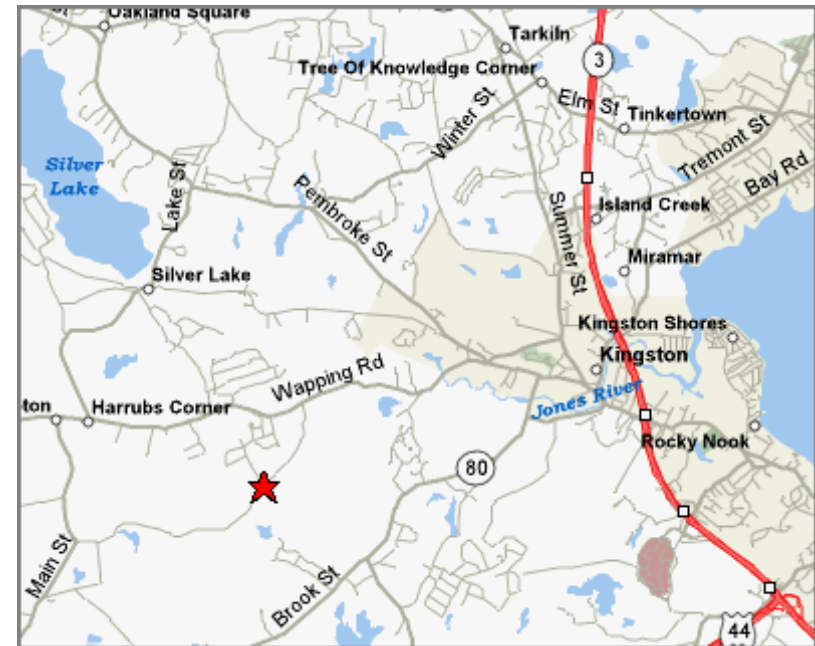 Oakland Square
Tarkiln
3
Tree Of Knowledge Corner
Elm St
Tinkertown
Winter St
Tremont St
Bay Rd
Silver
Lake
Lake St
Pembroke St
Summer St
Island Creek
Miramar
Silver Lake
Kingston Shores
Kingston
Wapping Rd
Jones River
ton
Harrubs Corner
Rocky Nook
80
Main St
Brook St
44